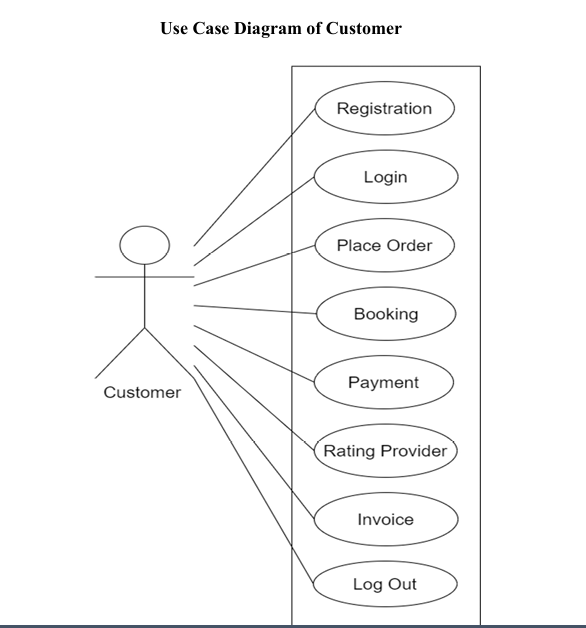 Use Case Diagram of Customer
Registration
Login
Place Order
Booking
Payment
Rating Provider
Invoice
Log Out
Customer